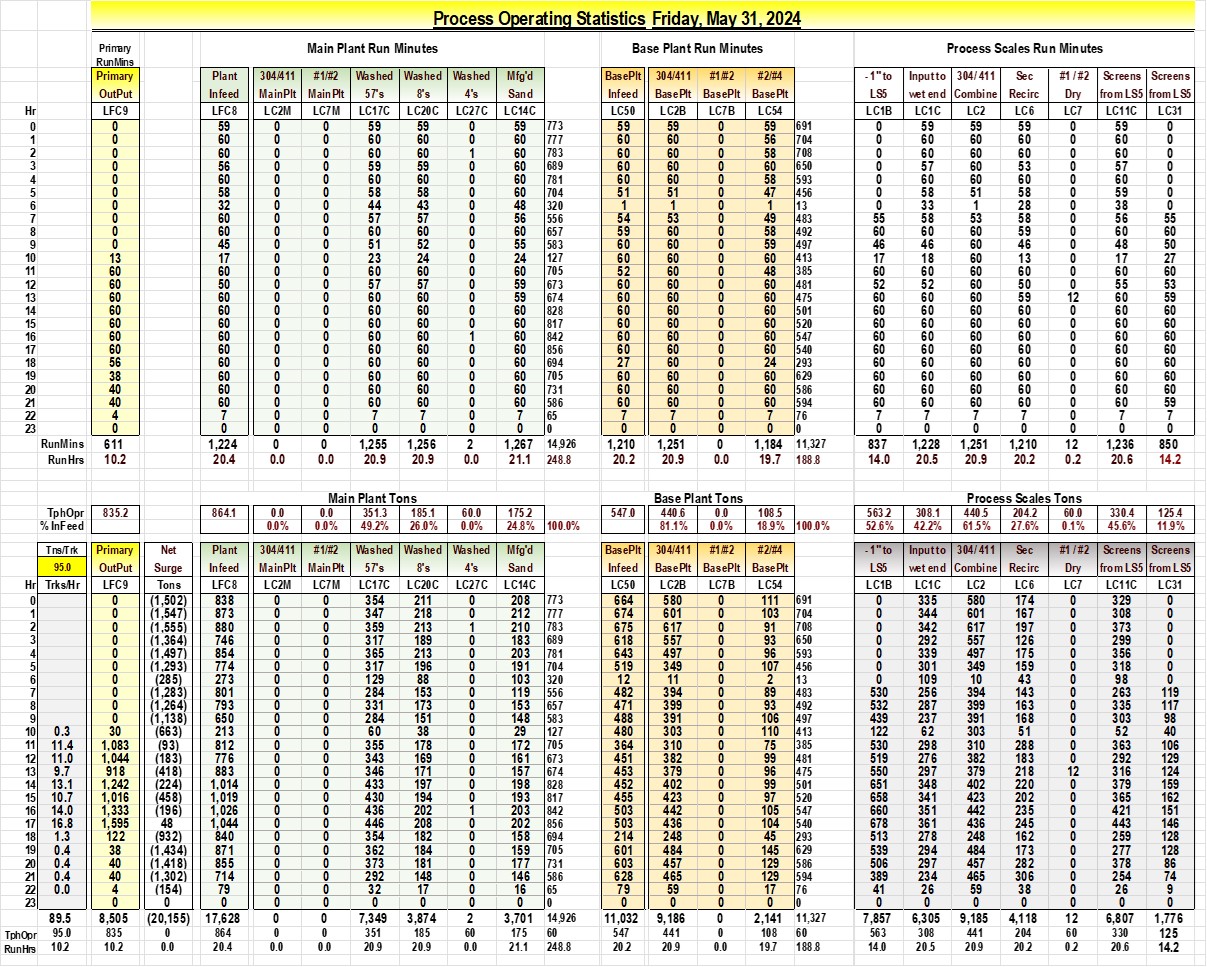 Process Operating Statistics Friday, May 31, 2024
Primary Main Plant Run Minutes Base Plant Run Minutes Process Scales Run Minutes
RunMins
Primary Plant 304/411 #1/#2 Washed Washed Washed Mfg'd BasePlt 304/411 #1/#2 #2/#4 -1" to Input to 304/411 Sec #1/#2 Screens Screens
OutPut Infeed MainPlt MainPlt 57's 8's 4's Sand Infeed BasePlt BasePlt BasePlt LS5 wet end Combine Recirc Dry from LS5 from LS5
Hr LFC9 LFC8 LC2M LC7M LC17C LC20C LC27C LC14C LC50 LC2B LC7B LC54 LC1B LC1C LC2 LC6 LC7 LC11C LC31
0 0 59 0 0 59 59 0 59 773 59 59 0 59 691 0 59 59 59 0 59 0
1 0 60 0 0 60 60 0 60 777 60 60 0 56 704 0 60 60 60 0 60 0
2 0 60 0 0 60 60 1 60 783 60 60 0 58 708 0 60 60 60 0 60 0
3 0 56 0 0 59 59 0 60 689 60 60 0 60 650 0 57 60 53 0 57 0
4 0 60 0 0 60 60 0 60 781 60 60 0 58 593 0 60 60 60 0 60 0
5 0 58 0 0 58 58 0 60 704 51 51 0 47 456 0 58 51 58 0 59 0
6 0 32 0 0 44 43 0 48 320 1 1 0 1 13 0 33 1 28 0 38 0
7 0 60 0 0 57 57 0 56 556 54 53 0 49 483 55 58 53 58 0 56 55
8 0 60 0 0 60 60 0 60 657 59 60 0 58 492 60 60 60 60 0 60 60
9 0 45 0 0 51 52 0 55 583 60 60 0 59 497 46 46 60 46 0 48 50
10 13 17 0 0 23 24 0 24 127 60 60 0 60 413 17 18 60 13 0 17 27
11 60 60 0 0 60 60 0 60 705 52 60 0 48 385 60 60 60 60 0 60 60
12 60 50 0 0 57 57 0 59 673 60 60 0 60 481 52 52 60 50 0 55 53
13 60 60 0 0 60 60 0 59 674 60 60 0 60 475 60 60 60 59 12 60 59
14 60 60 0 0 60 60 0 60 828 60 60 0 60 501 60 60 60 60 0 60 60
15 60 60 0 0 60 60 0 60 817 60 60 0 60 520 60 60 60 60 0 60 60
16 60 60 0 0 60 60 1 60 842 60 60 0 60 547 60 60 60 60 0 60 60
17 60 60 0 0 60 60 0 60 856 60 60 0 60 540 60 60 60 60 0 60 60
18 56 60 0 0 60 60 0 60 694 27 60 0 24 293 60 60 60 60 0 60 60
19 38 60 0 0 60 60 0 60 705 60 60 0 60 629 60 60 60 60 0 60 60
20 40 60 0 0 60 60 0 60 731 60 60 0 60 586 60 60 60 60 0 60 60
21 40 60 0 0 60 60 0 60 586 60 60 0 60 594 60 60 60 60 0 60 59
22 4 7 0 0 7 7 0 7 65 7 7 0 7 76 7 7 7 7 0 7 7
23 0 0 0 0 0 0 0 0 0 0 0 0 0 0 0 0 0 0 0 0 0
RunMins 611 1,224 0 0 1,255 1,256 2 1,267 14,926 1,210 1,251 0 1,184 11,327 837 1,228 1,251 1,210 12 1,236 850
RunHrs 10.2 20.4 0.0 0.0 20.9 20.9 0.0 21.1 248.8 20.2 20.9 0.0 19.7 188.8 14.0 20.5 20.9 20.2 0.2 20.6 14.2
Main Plant Tons Base Plant Tons Process Scales Tons
TphOpr 835.2 864.1 0.0 0.0 351.3 185.1 60.0 175.2 547.0 440.6 0.0 108.5 563.2 308.1 440.5 204.2 60.0 330.4 125.4
% InFeed 0.0% 0.0% 49.2% 26.0% 0.0% 24.8% 100.0% 81.1% 0.0% 18.9% 100.0% 52.6% 42.2% 61.5% 27.6% 0.1% 45.6% 11.9%
Tns/Trk Primary Net Plant 304/411 #1/#2 Washed Washed Washed Mfg'd BasePlt 304/411 #1/#2 #2/#4 -1" to Input to 304/411 Sec #1/#2 Screens Screens
95.0 OutPut Surge Infeed MainPlt MainPlt 57's 8's 4's Sand Infeed BasePlt BasePlt BasePlt LS5 wet end Combine Recirc Dry from LS5 from LS5
Hr Trks/Hr LFC9 Tons LFC8 LC2M LC7M LC17C LC20C LC27C LC14C LC50 LC2B LC7B LC54 LC1B LC1C LC2 LC6 LC7 LC11C LC31
0 0 (1,502) 838 0 0 354 211 0 208 773 664 580 0 111 691 0 335 580 174 0 329 0
1 0 (1,547) 873 0 0 347 218 0 212 777 674 601 0 103 704 0 344 601 167 0 308 0
2 0 (1,555) 880 0 0 359 213 1 210 783 675 617 0 91 708 0 342 617 197 0 373 0
3 0 (1,364) 746 0 0 317 189 0 183 689 618 557 0 93 650 0 292 557 126 0 299 0
4 0 (1,497) 854 0 0 365 213 0 203 781 643 497 0 96 593 0 339 497 175 0 356 0
5 0 (1,293) 774 0 0 317 196 0 191 704 519 349 0 107 456 0 301 349 159 0 318 0
6 0 (285) 273 0 0 129 88 0 103 320 12 11 0 2 13 0 109 10 43 0 98 0
7 0 (1,283) 801 0 0 284 153 0 119 556 482 394 0 89 483 530 256 394 143 0 263 119
8 0 (1,264) 793 0 0 331 173 0 153 657 471 399 0 93 492 532 287 399 163 0 335 117
9 0 (1,138) 650 0 0 284 151 0 148 583 488 391 0 106 497 439 237 391 168 0 303 98
10 0.3 30 (663) 213 0 0 60 38 0 29 127 480 303 0 110 413 122 62 303 51 0 52 40
11 11.4 1,083 (93) 812 0 0 355 178 0 172 705 364 310 0 75 385 530 298 310 288 0 363 106
12 11.0 1,044 (183) 776 0 0 343 169 0 161 673 451 382 0 99 481 519 276 382 183 0 292 129
13 9.7 918 (418) 883 0 0 346 171 0 157 674 453 379 0 96 475 550 297 379 218 12 316 124
14 13.1 1,242 (224) 1,014 0 0 433 197 0 198 828 452 402 0 99 501 651 348 402 220 0 379 159
15 10.7 1,016 (458) 1,019 0 0 430 194 0 193 817 455 423 0 97 520 658 341 423 202 0 365 162
16 14.0 1,333 (196) 1,026 0 0 436 202 1 203 842 503 442 0 105 547 660 351 442 235 0 421 151
17 16.8 1,595 48 1,044 0 0 446 208 0 202 856 503 436 0 104 540 678 361 436 245 0 443 146
18 1.3 122 (932) 840 0 0 354 182 0 158 694 214 248 0 45 293 513 278 248 162 0 259 128
19 0.4 38 (1,434) 871 0 0 362 184 0 159 705 601 484 0 145 629 539 294 484 173 0 277 128
20 0.4 40 (1,418) 855 0 0 373 181 0 177 731 603 457 0 129 586 506 297 457 282 0 378 86
21 0.4 40 (1,302) 714 0 0 292 148 0 146 586 628 465 0 129 594 389 234 465 306 0 254 74
22 0.0 4 (154) 79 0 0 32 17 0 16 65 79 59 0 17 76 41 26 59 38 0 26 9
23 0 0 0 0 0 0 0 0 0 0 0 0 0 0 0 0 0 0 0 0 0 0
89.5 8,505 (20,155) 17,628 0 0 7,349 3,874 2 3,701 14,926 11,032 9,186 0 2,141 11,327 7,857 6,305 9,185 4,118 12 6,807 1,776
TphOpr 95.0 835 0 864 0 0 351 185 60 175 60 547 441 0 108 60 563 308 441 204 60 330 125
RunHrs 10.2 10.2 0.0 20.4 0.0 0.0 20.9 20.9 0.0 21.1 248.8 20.2 20.9 0.0 19.7 188.8 14.0 20.5 20.9 20.2 0.2 20.6 14.2